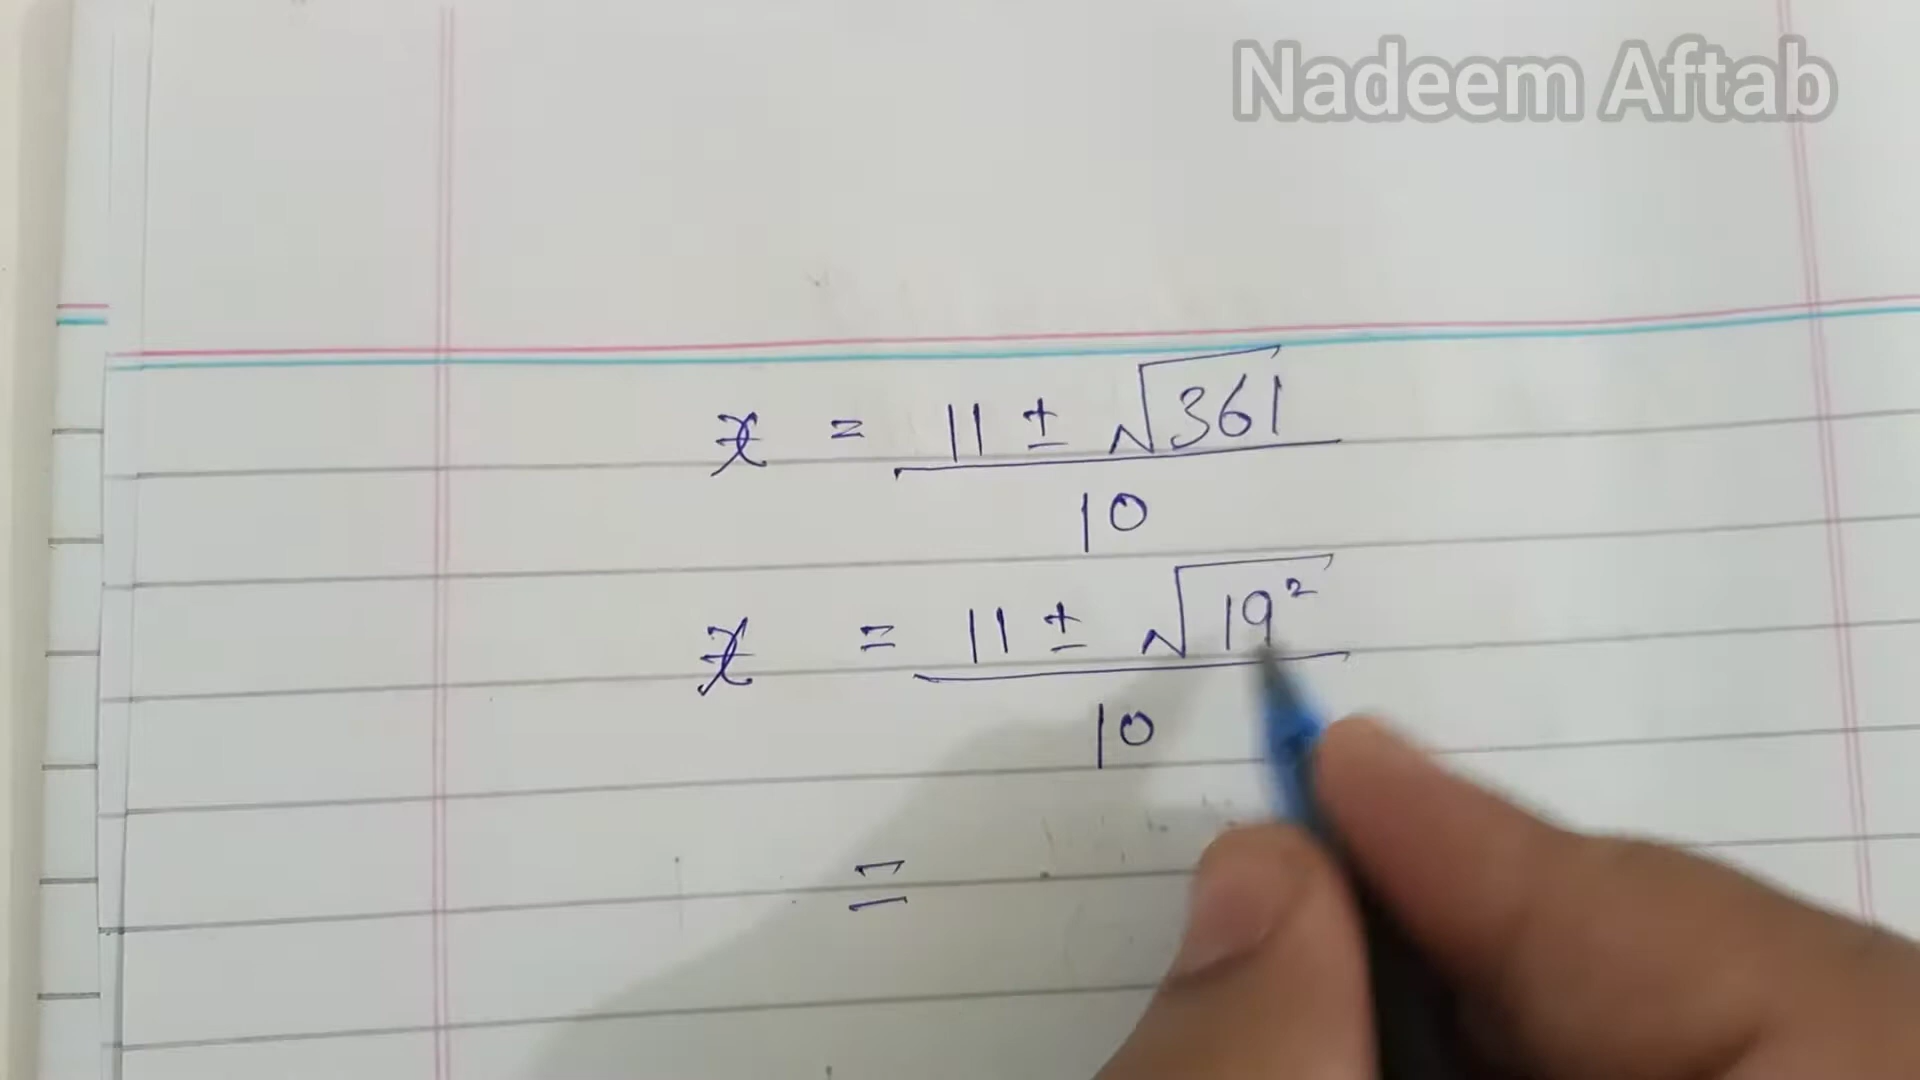 Nadeem Aftab
x = 11 ± √361
10
x = 11 ± √19²
10
=